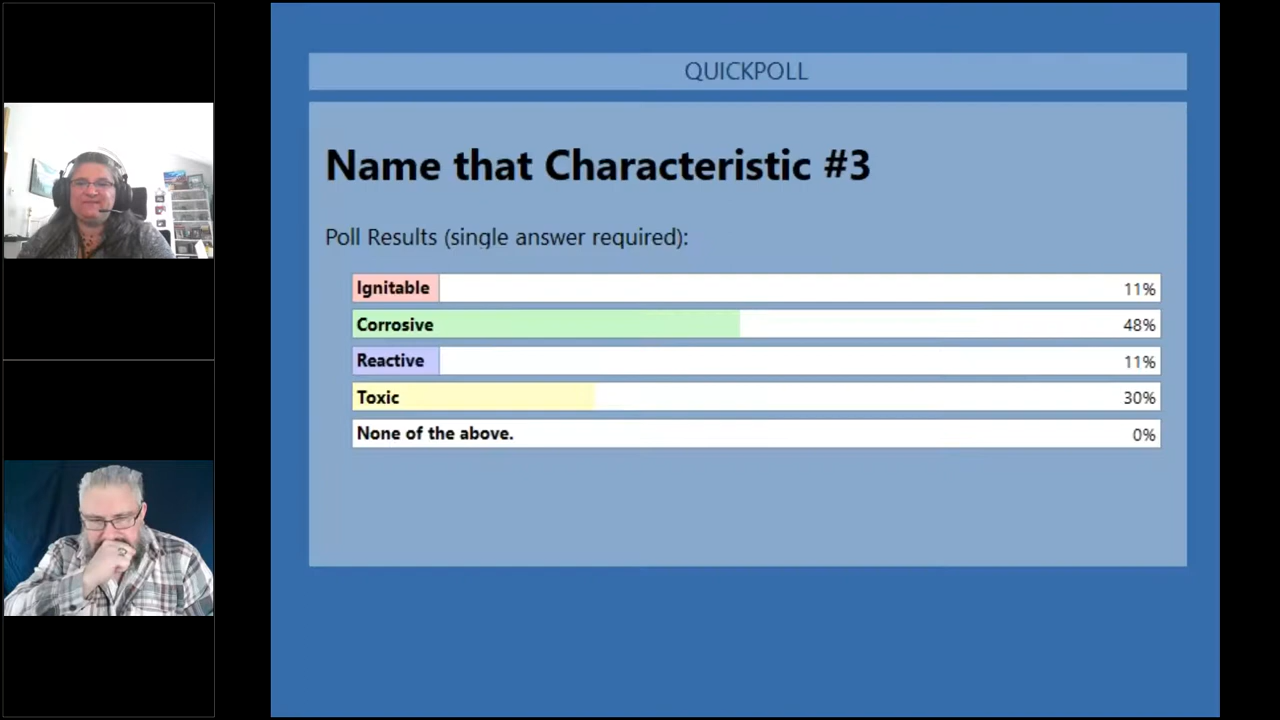 QUICKPOLL
Name that Characteristic #3
Poll Results (single answer required):
Ignitable 11%
Corrosive 48%
Reactive 11%
Toxic 30%
None of the above. 0%